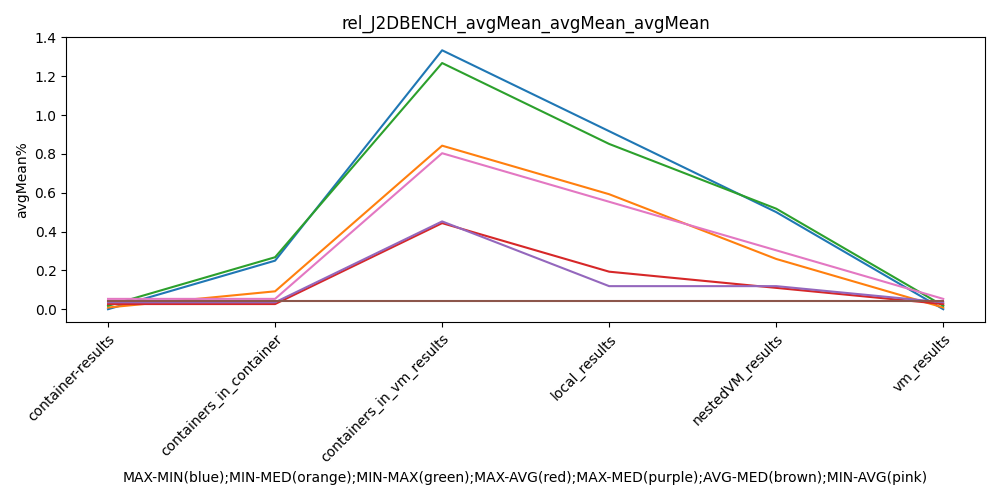 rel_J2DBENCH_avgMean_avgMean_avgMean
avgMean%
1.4
1.2
1.0
0.8
0.6
0.4
0.2
0.0
container-results
containers_in_container
containers_in_vm_results
local_results
nestedVM_results
vm_results
MAX-MIN(blue);MIN-MED(orange);MIN-MAX(green);MAX-AVG(red);MAX-MED(purple);AVG-MED(brown);MIN-AVG(pink)